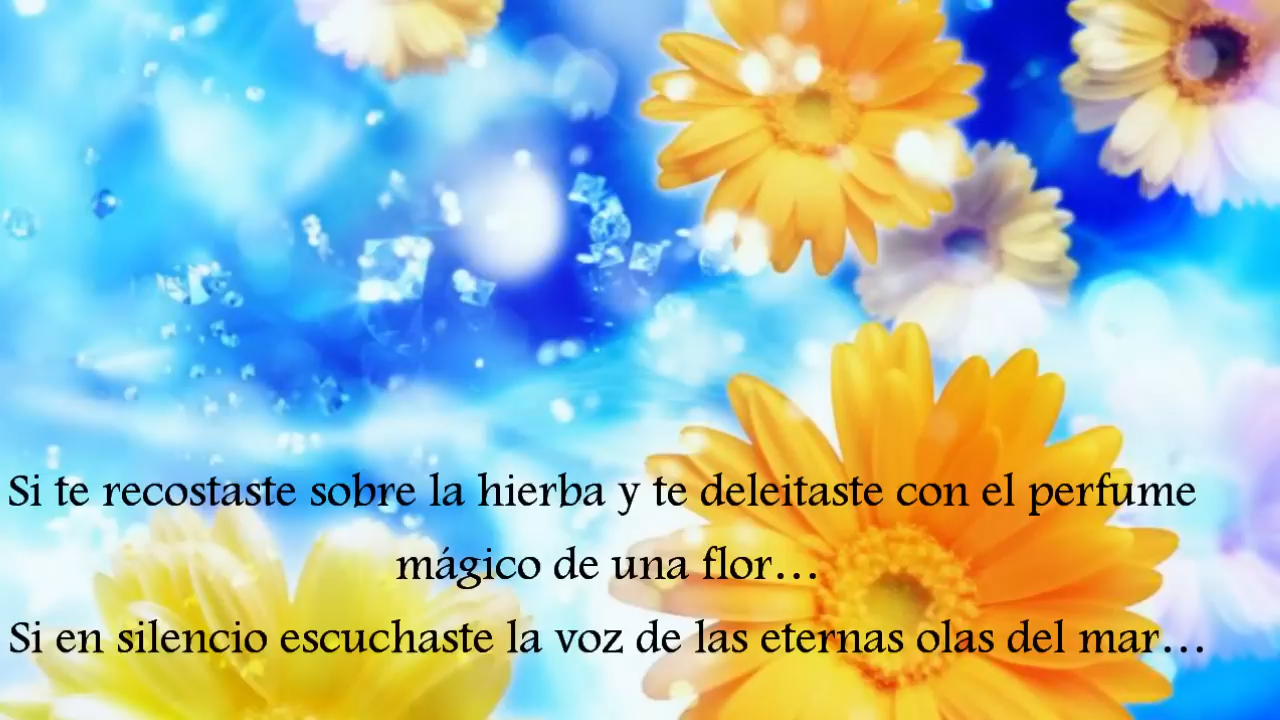 Si te recostaste sobre la hierba y te deleitaste con el perfume
mágico de una flor...
Si en silencio escuchaste la voz de las eternas olas del mar...